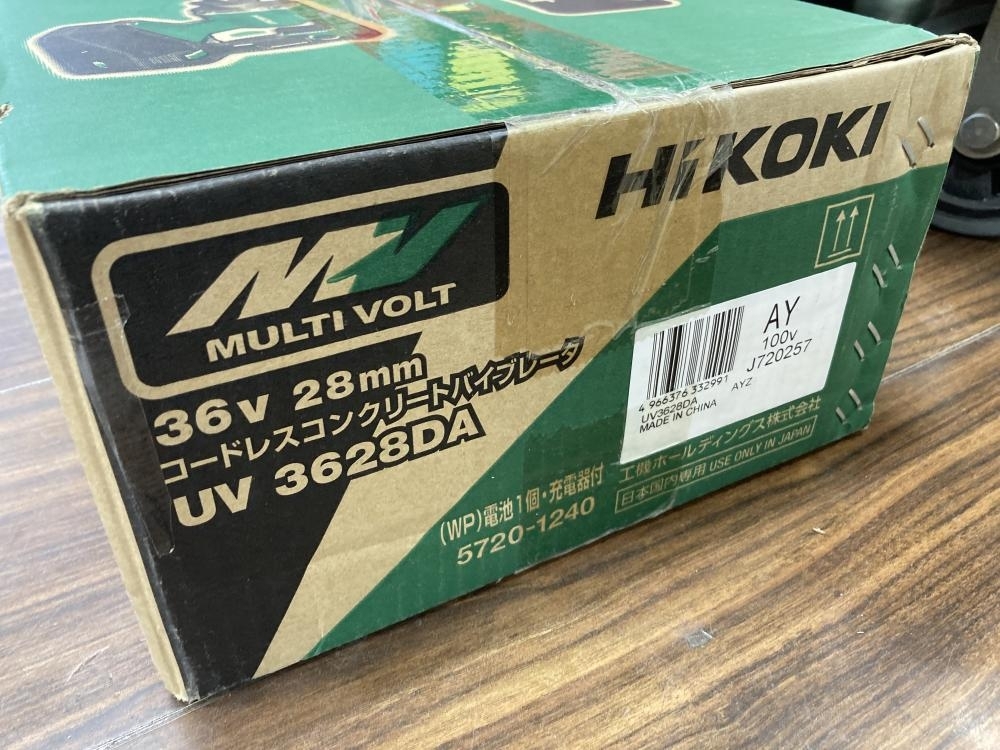 HiKOKI
MV
MULTI VOLT
36V 28mm
コードレスコンクリートバイブレータ
UV 3628DA
(WP)電池1個・充電器付
5720-1240
AY
100v
J720257
4 966376 332991
UV3628DA
AYZ
MADE IN CHINA
工機ホールディングス株式会社
日本国内専用 USE ONLY IN JAPAN